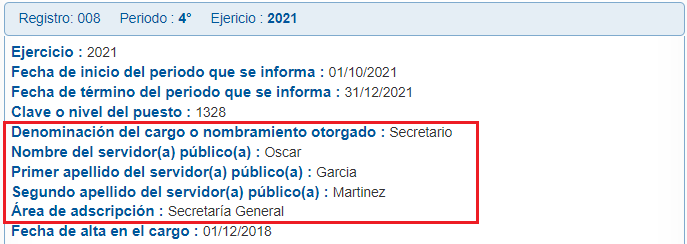 Registro: 008 Periodo : 4° Ejericio : 2021
Ejercicio : 2021
Fecha de inicio del periodo que se informa : 01/10/2021
Fecha de término del periodo que se informa : 31/12/2021
Clave o nivel del puesto : 1328
Denominación del cargo o nombramiento otorgado : Secretario
Nombre del servidor(a) público(a) : Oscar
Primer apellido del servidor(a) público(a) : Garcia
Segundo apellido del servidor(a) público(a) : Martinez
Área de adscripción : Secretaría General
Fecha de alta en el cargo : 01/12/2018